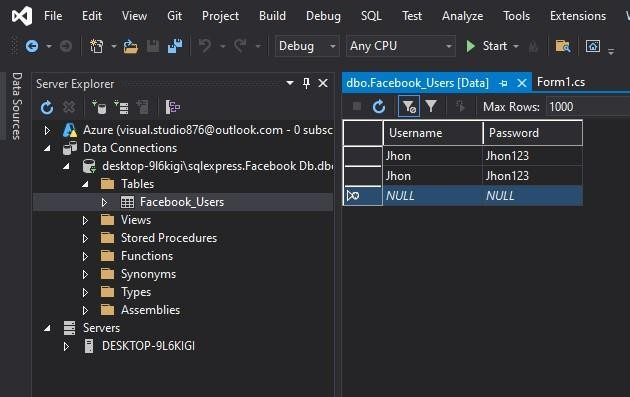 File Edit View Project Build Debug SQL Test Analyze Tools Extensions
Debug Any CPU Start
Data Sources
Server Explorer
Azure (visual.studio876@outlook.com - 0 subsc
Data Connections
desktop-9l6kigi\sqlexpress.Facebook Db.dbo
Tables
Facebook_Users
Views
Stored Procedures
Functions
Synonyms
Types
Assemblies
Servers
DESKTOP-9L6KIGI
dbo.Facebook_Users [Data] Form1.cs
Max Rows: 1000
Username Password
Jhon Jhon123
Jhon Jhon123
NULL NULL